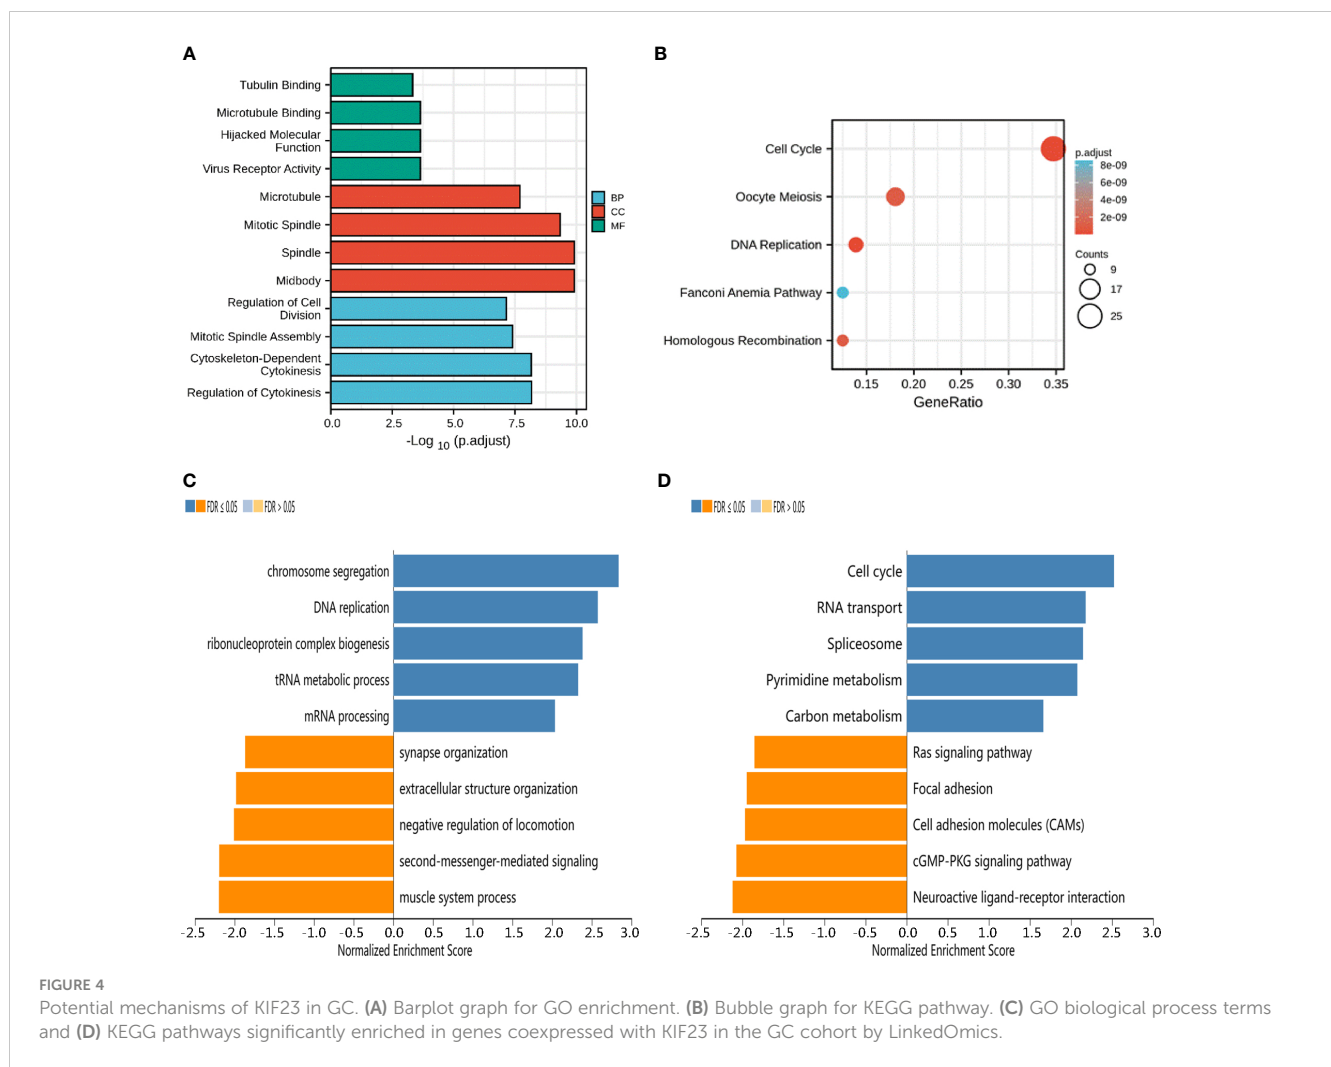 A
Tubulin Binding
Microtubule Binding
Hijacked Molecular
Function
Virus Receptor Activity
Microtubule
Mitotic Spindle
Spindle
Midbody
Regulation of Cell
Division
Mitotic Spindle Assembly
Cytoskeleton-Dependent
Cytokinesis
Regulation of Cytokinesis
0.0 2.5 5.0 7.5 10.0
-Log 10 (p.adjust)
BP
CC
MF
B
Cell Cycle
Oocyte Meiosis
DNA Replication
Fanconi Anemia Pathway
Homologous Recombination
0.15 0.20 0.25 0.30 0.35
GeneRatio
p.adjust
8e-09
6e-09
4e-09
2e-09
Counts
9
17
25
C
FDR ≤ 0.05 FDR > 0.05
chromosome segregation
DNA replication
ribonucleoprotein complex biogenesis
tRNA metabolic process
mRNA processing
synapse organization
extracellular structure organization
negative regulation of locomotion
second-messenger-mediated signaling
muscle system process
-2.5 -2.0 -1.5 -1.0 -0.5 0.0 0.5 1.0 1.5 2.0 2.5 3.0
Normalized Enrichment Score
D
FDR ≤ 0.05 FDR > 0.05
Cell cycle
RNA transport
Spliceosome
Pyrimidine metabolism
Carbon metabolism
Ras signaling pathway
Focal adhesion
Cell adhesion molecules (CAMs)
cGMP-PKG signaling pathway
Neuroactive ligand-receptor interaction
-2.5 -2.0 -1.5 -1.0 -0.5 0.0 0.5 1.0 1.5 2.0 2.5 3.0
Normalized Enrichment Score
FIGURE 4
Potential mechanisms of KIF23 in GC. (A) Barplot graph for GO enrichment. (B) Bubble graph for KEGG pathway. (C) GO biological process terms
and (D) KEGG pathways significantly enriched in genes coexpressed with KIF23 in the GC cohort by LinkedOmics.